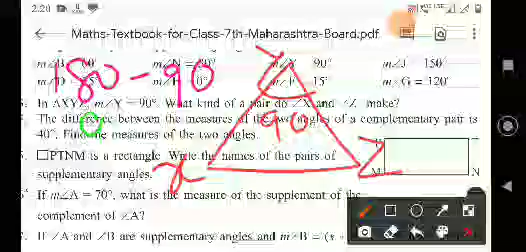 2:20
Maths-Textbook-for-Class-7th-Maharashtra-Board.pdf
m∠B 60° m∠N = 30° m∠Y 90° m∠J 150°
15° m∠G = 120°
180 - 90
In ΔXYZ, m∠Y = 90°. What kind of a pair do ∠X and ∠Z make?
The difference between the measures of the two angles of a complementary pair is
40°. Find the measures of the two angles.
90
□PTNM is a rectangle. Write the names of the pairs of
supplementary angles.
x Z
M N
If m∠A = 70°, what is the measure of the supplement of the
complement of ∠A?
If ∠A and ∠B are supplementary angles and m∠B = (x